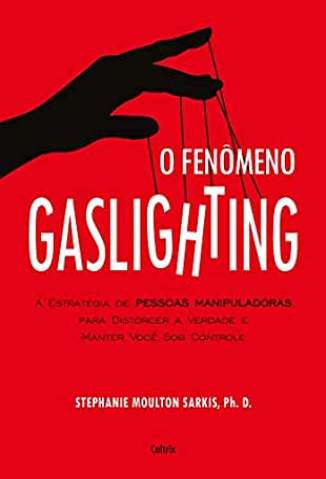 O FENÔMENO
GASLIGHTING
A ESTRATÉGIA DE PESSOAS MANIPULADORAS
PARA DISTORCER A VERDADE E
MANTER VOCÊ SOB CONTROLE
STEPHANIE MOULTON SARKIS, Ph. D.
Cultrix